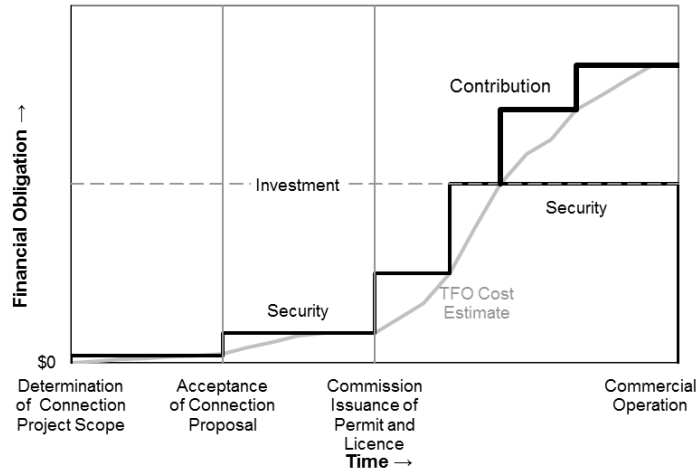 Contribution
Investment
Security
Security
TFO Cost
Estimate
Financial Obligation →
$0
Determination
of Connection
Project Scope
Acceptance
of Connection
Proposal
Commission
Issuance of
Permit and
Licence
Commercial
Operation
Time →